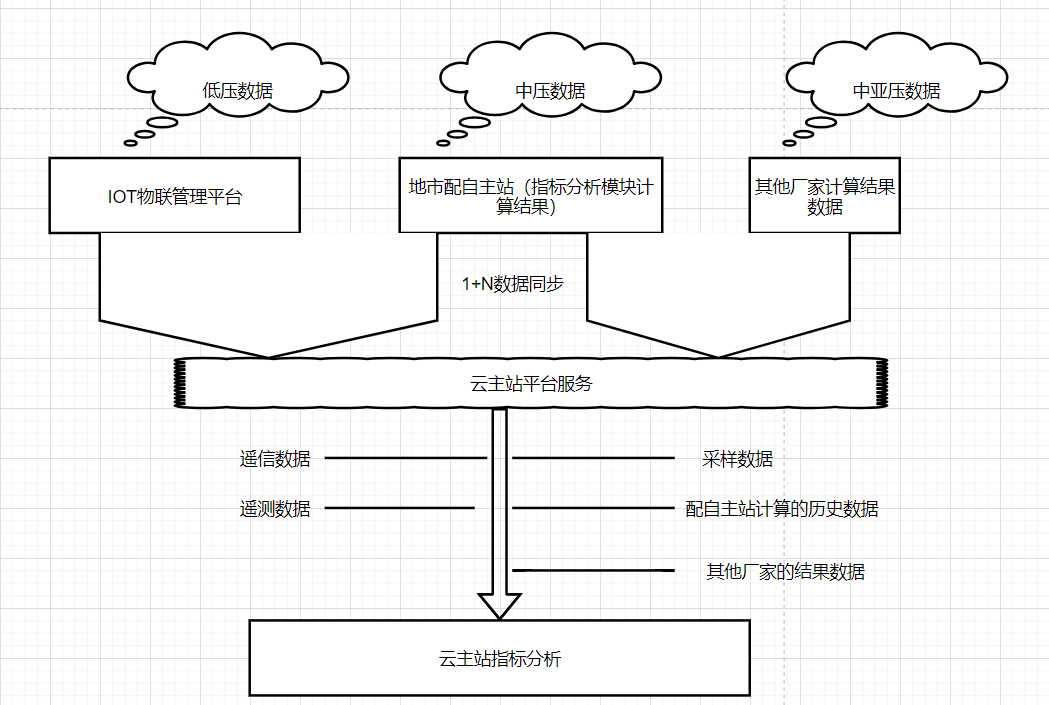 低压数据
中压数据
中亚压数据
IOT物联管理平台
地市配自主站（指标分析模块计
算结果）
其他厂家计算结果
数据
1+N数据同步
云主站平台服务
遥信数据
采样数据
遥测数据
配自主站计算的历史数据
其他厂家的结果数据
云主站指标分析